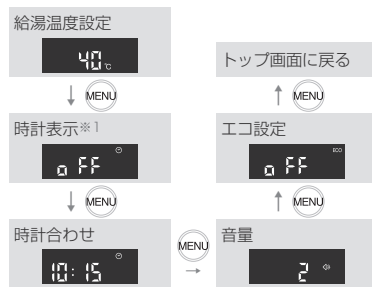 給湯温度設定
40℃
MENU
時計表示※1
oFF
MENU
時計合わせ
10:15
MENU
音量
2
MENU
エコ設定
ECO
oFF
MENU
トップ画面に戻る